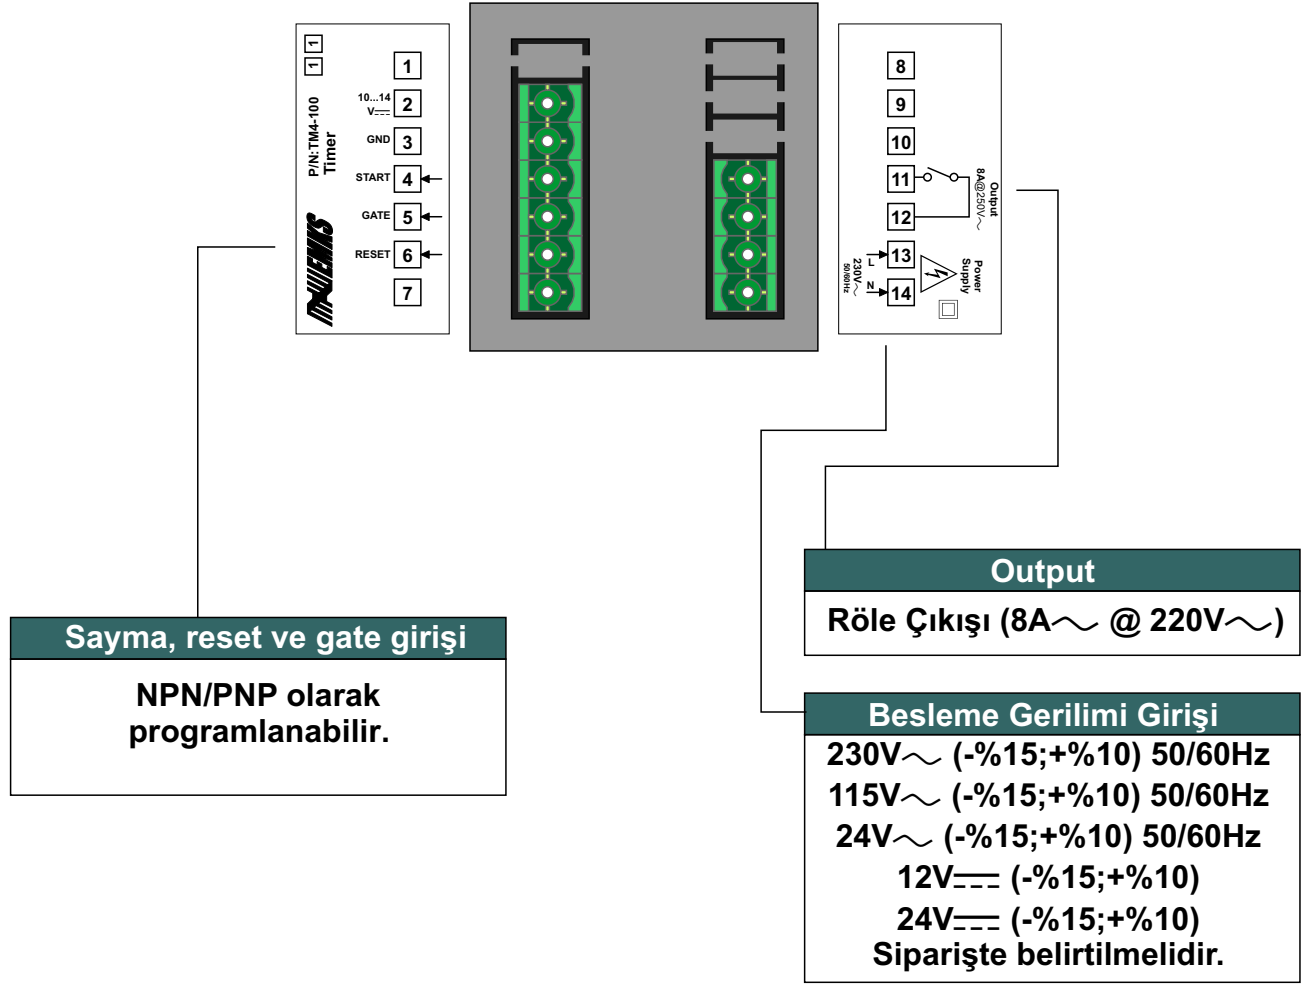 1
1
P/N:TM4-100
Timer
EMKS
1
10...14
V
2
GND 3
START 4
GATE 5
RESET 6
7
8
9
10
11
12
13
14
Output
8A@250V
Power
Supply
L
N
230V
50/60Hz
Sayma, reset ve gate girişi
NPN/PNP olarak
programlanabilir.
Output
Röle Çıkışı (8A @ 220V )
Besleme Gerilimi Girişi
230V (-%15;+%10) 50/60Hz
115V (-%15;+%10) 50/60Hz
24V (-%15;+%10) 50/60Hz
12V (-%15;+%10)
24V (-%15;+%10)
Siparişte belirtilmelidir.